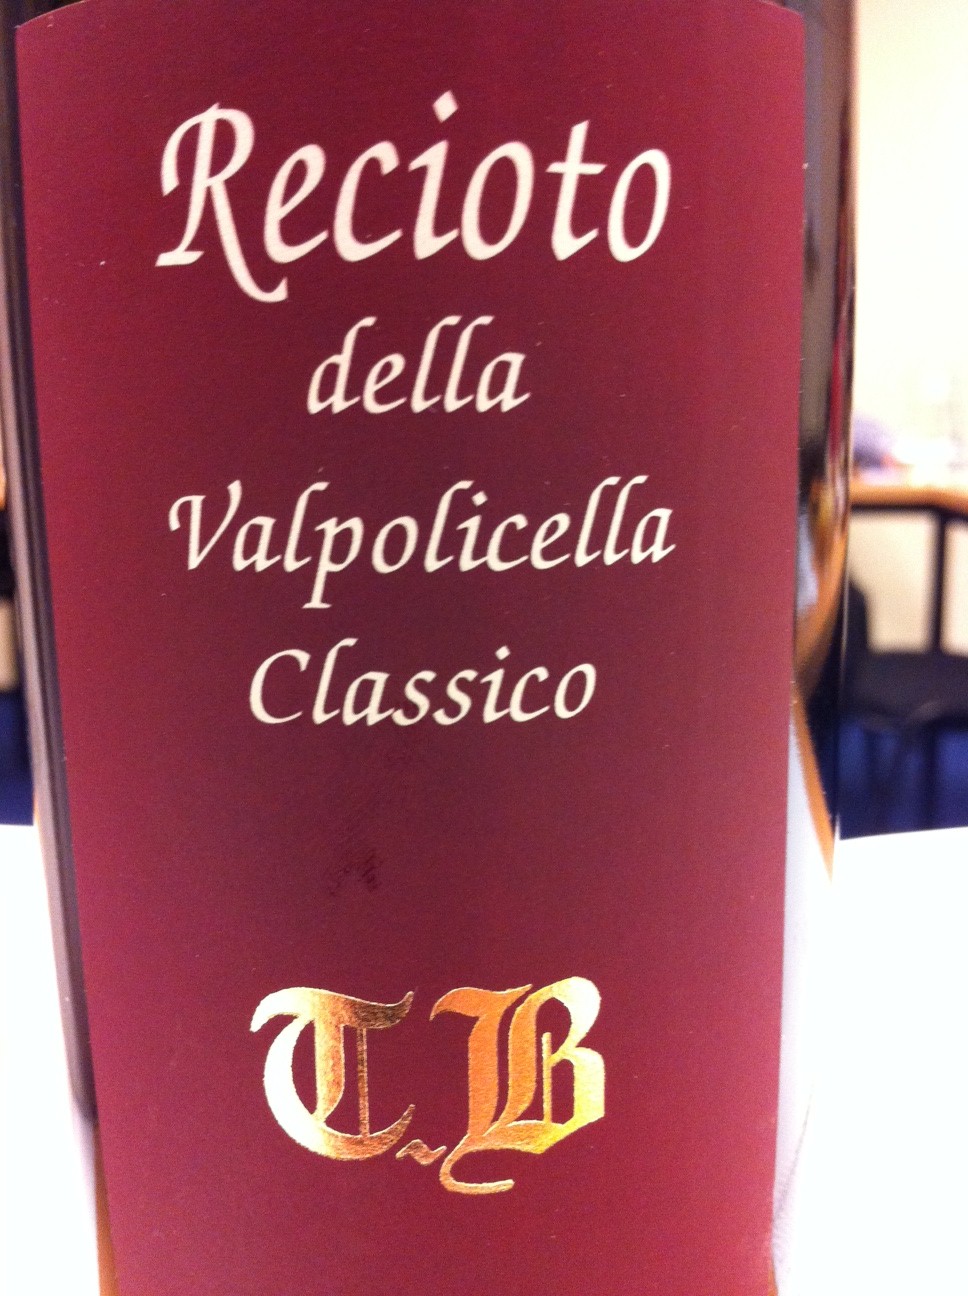 Recioto
della
Valpolicella
Classico
T~B